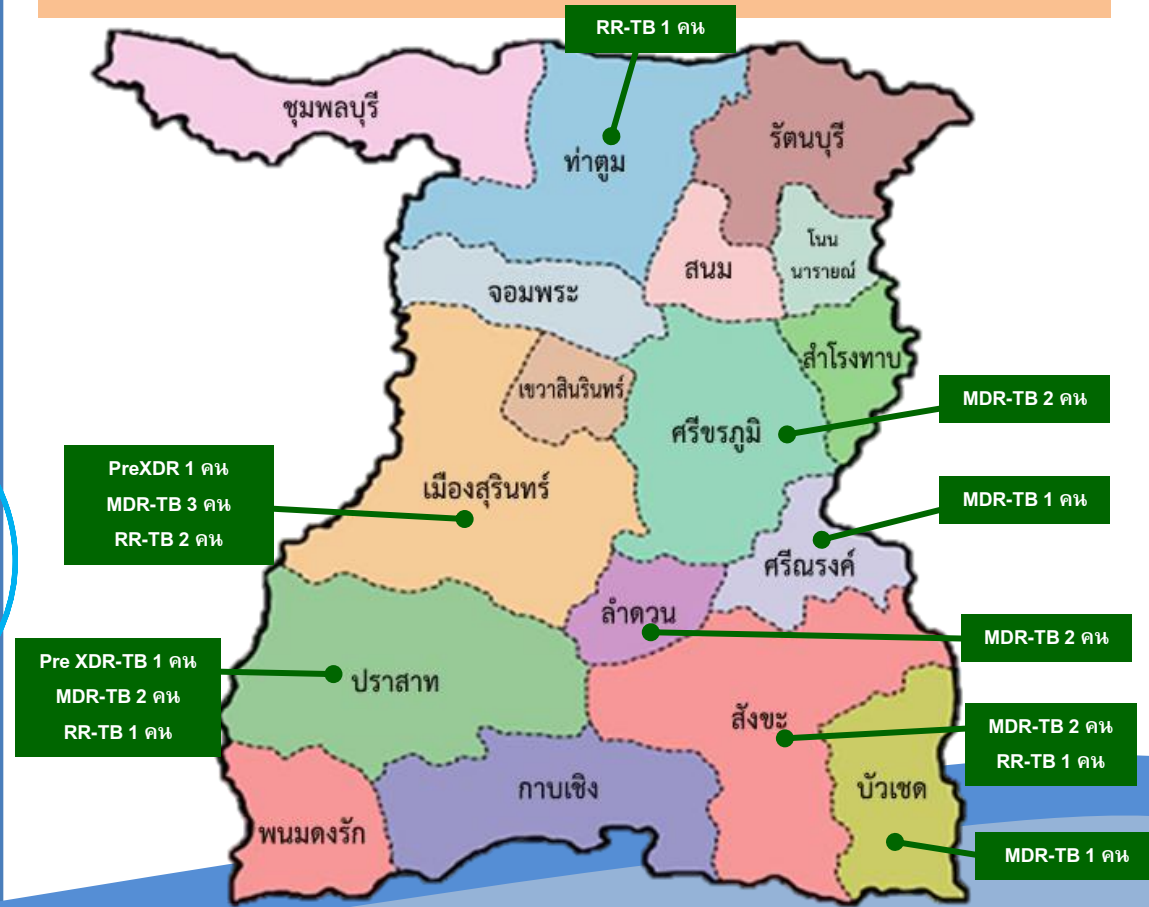 RR-TB 1 คน
ชุมพลบุรี
ท่าตูม
รัตนบุรี
สนม
โนน
นารายณ์
จอมพระ
สำโรงทาบ
เขวาสินรินทร์
ศรีขรภูมิ
MDR-TB 2 คน
เมืองสุรินทร์
PreXDR 1 คน
MDR-TB 3 คน
RR-TB 2 คน
MDR-TB 1 คน
ศรีณรงค์
ลำดวน
MDR-TB 2 คน
Pre XDR-TB 1 คน
MDR-TB 2 คน
RR-TB 1 คน
ปราสาท
สังขะ
MDR-TB 2 คน
RR-TB 1 คน
กาบเชิง
บัวเชด
พนมดงรัก
MDR-TB 1 คน